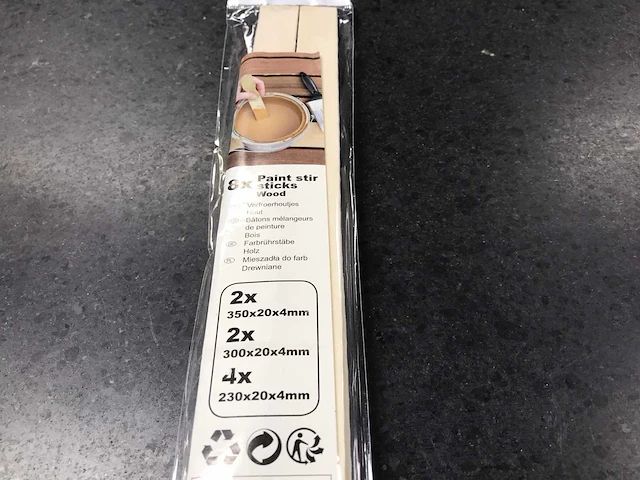 8x Paint stir
sticks
Wood
Verfroerhoutjes
Hout
Bâtons mélangeurs
de peinture
Bois
Farbrührstäbe
Holz
Mieszadła do farb
Drewniane
2x
350x20x4mm
2x
300x20x4mm
4x
230x20x4mm